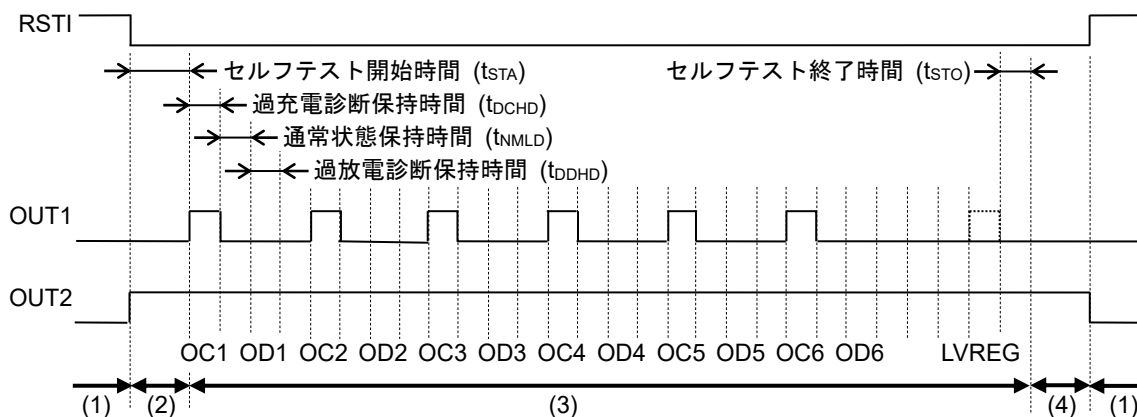 RSTI
セルフテスト開始時間 (tSTA)
セルフテスト終了時間 (tSTO)
過充電診断保持時間 (tDCHD)
通常状態保持時間 (tNMLD)
過放電診断保持時間 (tDDHD)
OUT1
OUT2
OC1 OD1 OC2 OD2 OC3 OD3 OC4 OD4 OC5 OD5 OC6 OD6 LVREG
(1) (2) (3) (4) (1)